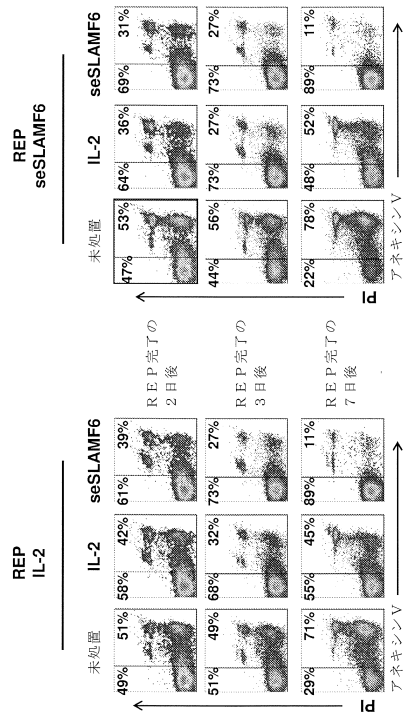 REP
IL-2
未処置
IL-2
seSLAMF6
49% 51%
58% 42%
61% 39%
51% 49%
68% 32%
73% 27%
29% 71%
55% 45%
89% 11%
PI
アネキシンV
REP完了の
2日後
REP完了の
3日後
REP完了の
7日後
REP
seSLAMF6
未処置
IL-2
seSLAMF6
47% 53%
64% 36%
69% 31%
44% 56%
73% 27%
73% 27%
22% 78%
48% 52%
89% 11%
PI
アネキシンV